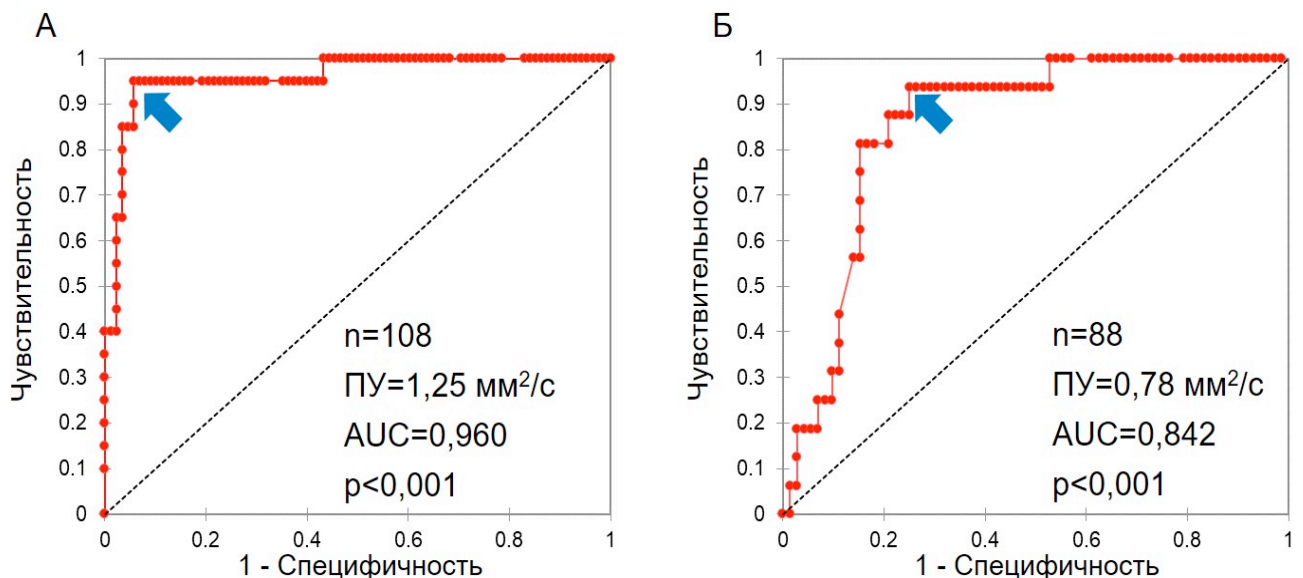 А
1
0.9
0.8
0.7
0.6
0.5
0.4
0.3
0.2
0.1
0
Чувствительность
n=108
ПУ=1,25 мм²/с
AUC=0,960
p<0,001
0 0.2 0.4 0.6 0.8 1
1 - Специфичность
Б
1
0.9
0.8
0.7
0.6
0.5
0.4
0.3
0.2
0.1
0
Чувствительность
n=88
ПУ=0,78 мм²/с
AUC=0,842
p<0,001
0 0.2 0.4 0.6 0.8 1
1 - Специфичность